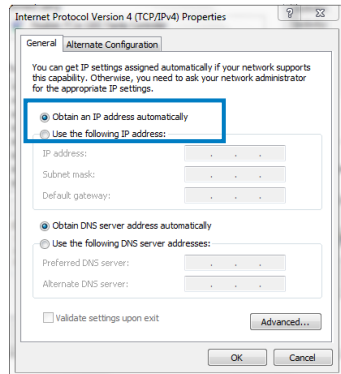 Internet Protocol Version 4 (TCP/IPv4) Properties
General
Alternate Configuration
You can get IP settings assigned automatically if your network supports
this capability. Otherwise, you need to ask your network administrator
for the appropriate IP settings.
Obtain an IP address automatically
Use the following IP address:
IP address:
Subnet mask:
Default gateway:
Obtain DNS server address automatically
Use the following DNS server addresses:
Preferred DNS server:
Alternate DNS server:
Validate settings upon exit
Advanced...
OK
Cancel